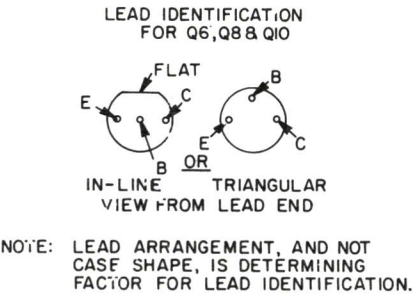 LEAD IDENTIFICATION
FOR Q6,Q8 & Q10
FLAT
E
C
B
B
E
C
OR
IN-LINE TRIANGULAR
VIEW FROM LEAD END
NOTE: LEAD ARRANGEMENT, AND NOT
CASE SHAPE, IS DETERMINING
FACTOR FOR LEAD IDENTIFICATION.